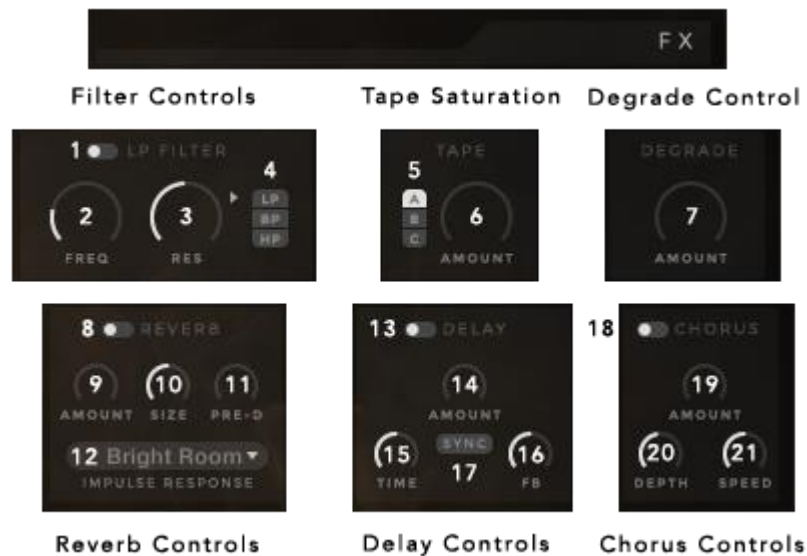 FX
Filter Controls
Tape Saturation
Degrade Control
1 LP FILTER
4
2
3
LP
BP
HP
FREQ
RES
TAPE
5
A
B
C
6
AMOUNT
DEGRADE
7
AMOUNT
8 REVERB
9
10
11
AMOUNT
SIZE
PRE-D
12 Bright Room
IMPULSE RESPONSE
13 DELAY
14
AMOUNT
15
SYNC
16
TIME
17
FB
18 CHORUS
19
AMOUNT
20
21
DEPTH
SPEED
Reverb Controls
Delay Controls
Chorus Controls